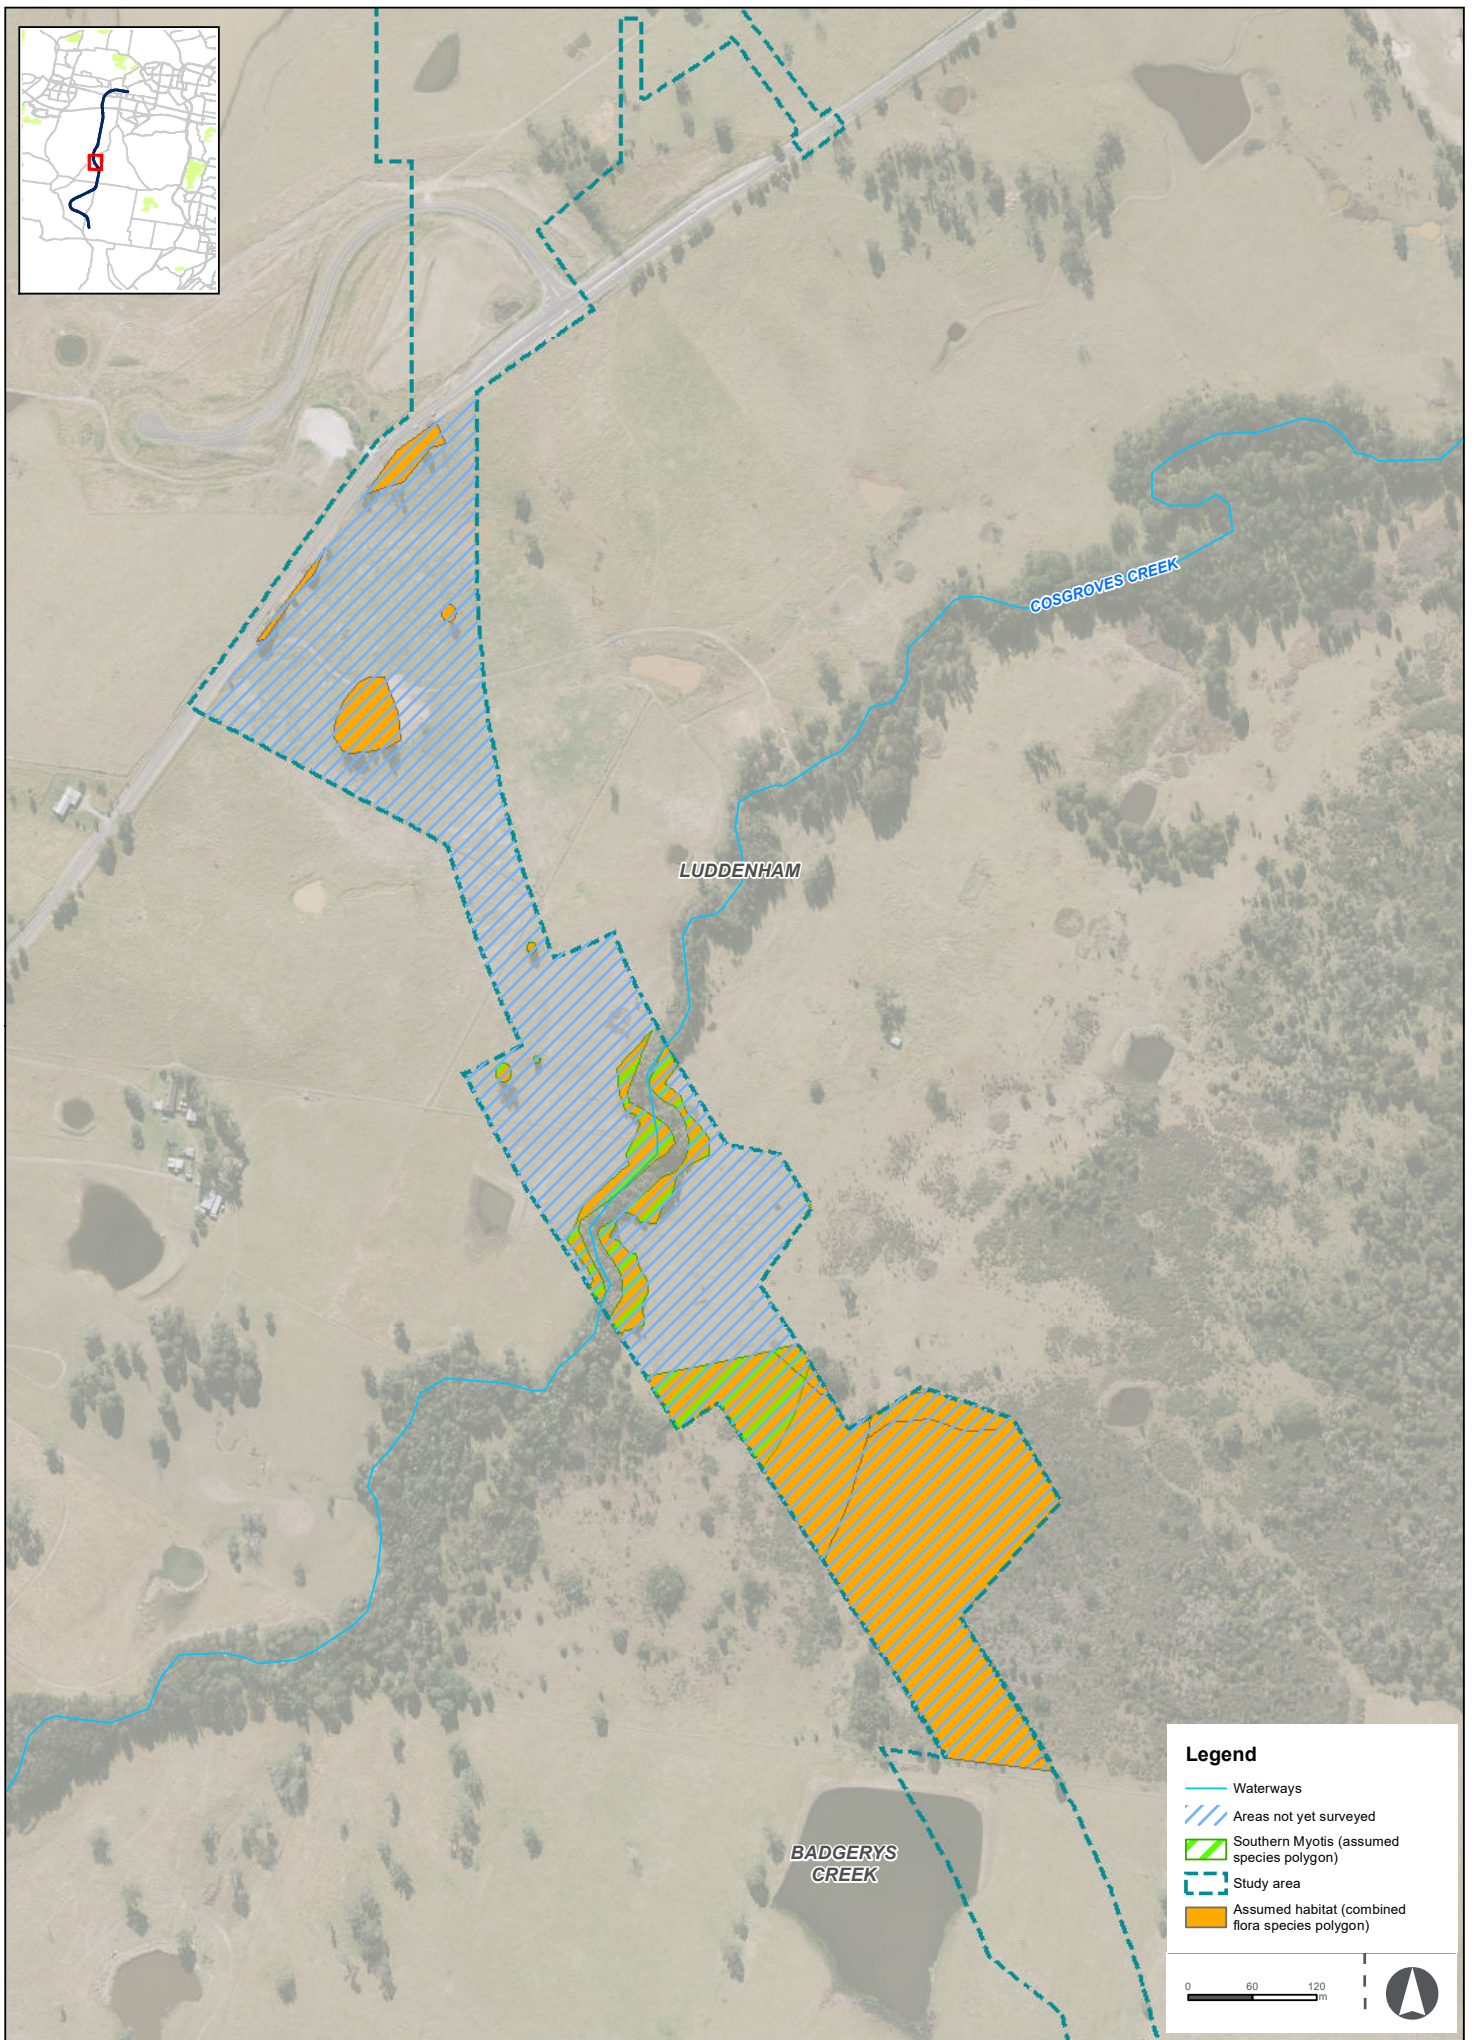 COSGROVES CREEK
LUDDENHAM
BADGERYS
CREEK
Legend
Waterways
Areas not yet surveyed
Southern Myotis (assumed
species polygon)
Study area
Assumed habitat (combined
flora species polygon)
0 60 120
m